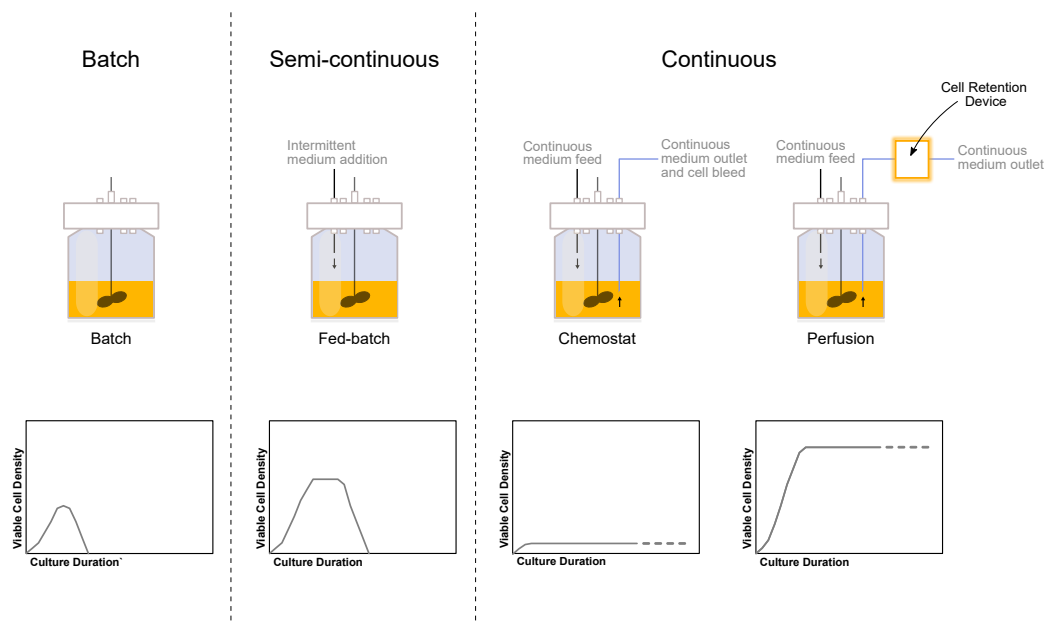 Batch
Semi-continuous
Continuous
Cell Retention
Device
Intermittent
medium addition
Continuous
medium feed
Continuous
medium outlet
and cell bleed
Continuous
medium feed
Continuous
medium outlet
Batch
Fed-batch
Chemostat
Perfusion
Viable Cell Density
Culture Duration`
Viable Cell Density
Culture Duration
Viable Cell Density
Culture Duration
Viable Cell Density
Culture Duration